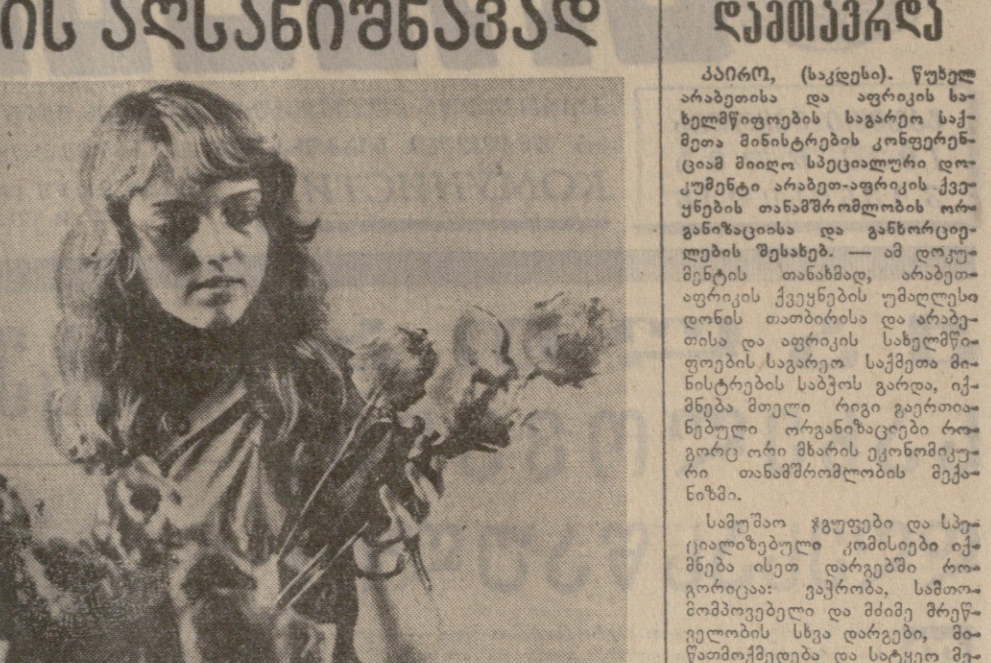 ის აღსანიშნავად
დამთავრდა
კაირო, (საკდესი). წუხელ
არაბეთისა და აფრიკის სა-
ხელმწიფოების საგარეო საქ-
მეთა მინისტრების კონფერენ-
ციამ მიიღო სპეციალური დო-
კუმენტი არაბეთ-აფრიკის ქვე-
ყნების თანამშრომლობის ორ-
განიზაციისა და განხორციე-
ლების შესახებ. — ამ დოკუ-
მენტის თანახმად, არაბეთ-
აფრიკის ქვეყნების უმაღლესი
დონის თათბირისა და არაბე-
თისა და აფრიკის სახელმწი-
ფოების საგარეო საქმეთა მი-
ნისტრების საბჭოს გარდა, იქ-
მნება მთელი რიგი გაერთია-
ნებული ორგანიზაციები რო-
გორც ორი მხარის ეკონომიკუ-
რი თანამშრომლობის მექა-
ნიზმი.
სამუშაო ჯგუფები და სპე-
ციალიზებული კომისიები იქ-
მნება ისეთ დარგებში რო-
გორიცაა: ვაჭრობა, სამთო-
მომპოვებელი და მძიმე მრეწ-
ველობის სხვა დარგები, მი-
წათმოქმედება და სატყეო მე-